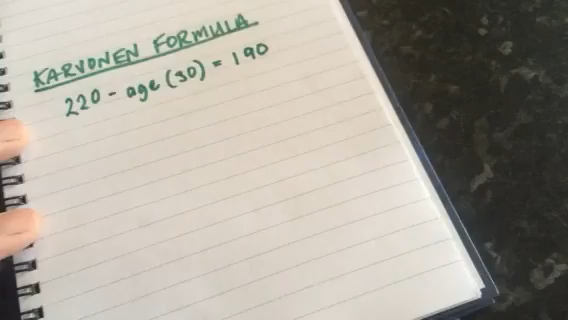 KARVONEN FORMULA
220 - age (30) = 190